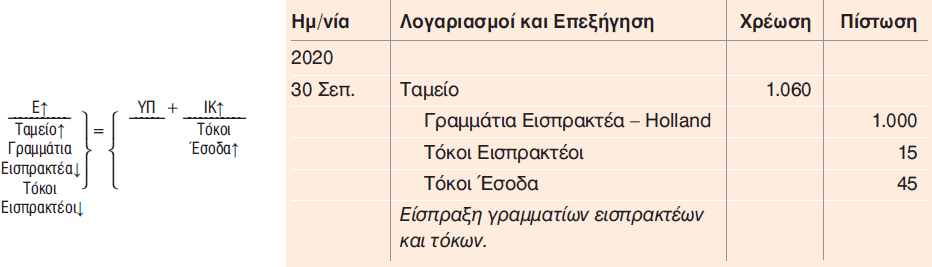 Ε↑ ΥΠ + ΙΚ↑
Ταμείο↑ = Τόκοι
Γραμμάτια Έσοδα↑
Εισπρακτέα↓
Τόκοι
Εισπρακτέοι↓
Ημ/νία Λογαριασμοί και Επεξήγηση Χρέωση Πίστωση
2020
30 Σεπ. Ταμείο 1.060
Γραμμάτια Εισπρακτέα – Holland 1.000
Τόκοι Εισπρακτέοι 15
Τόκοι Έσοδα 45
Είσπραξη γραμματίων εισπρακτέων
και τόκων.